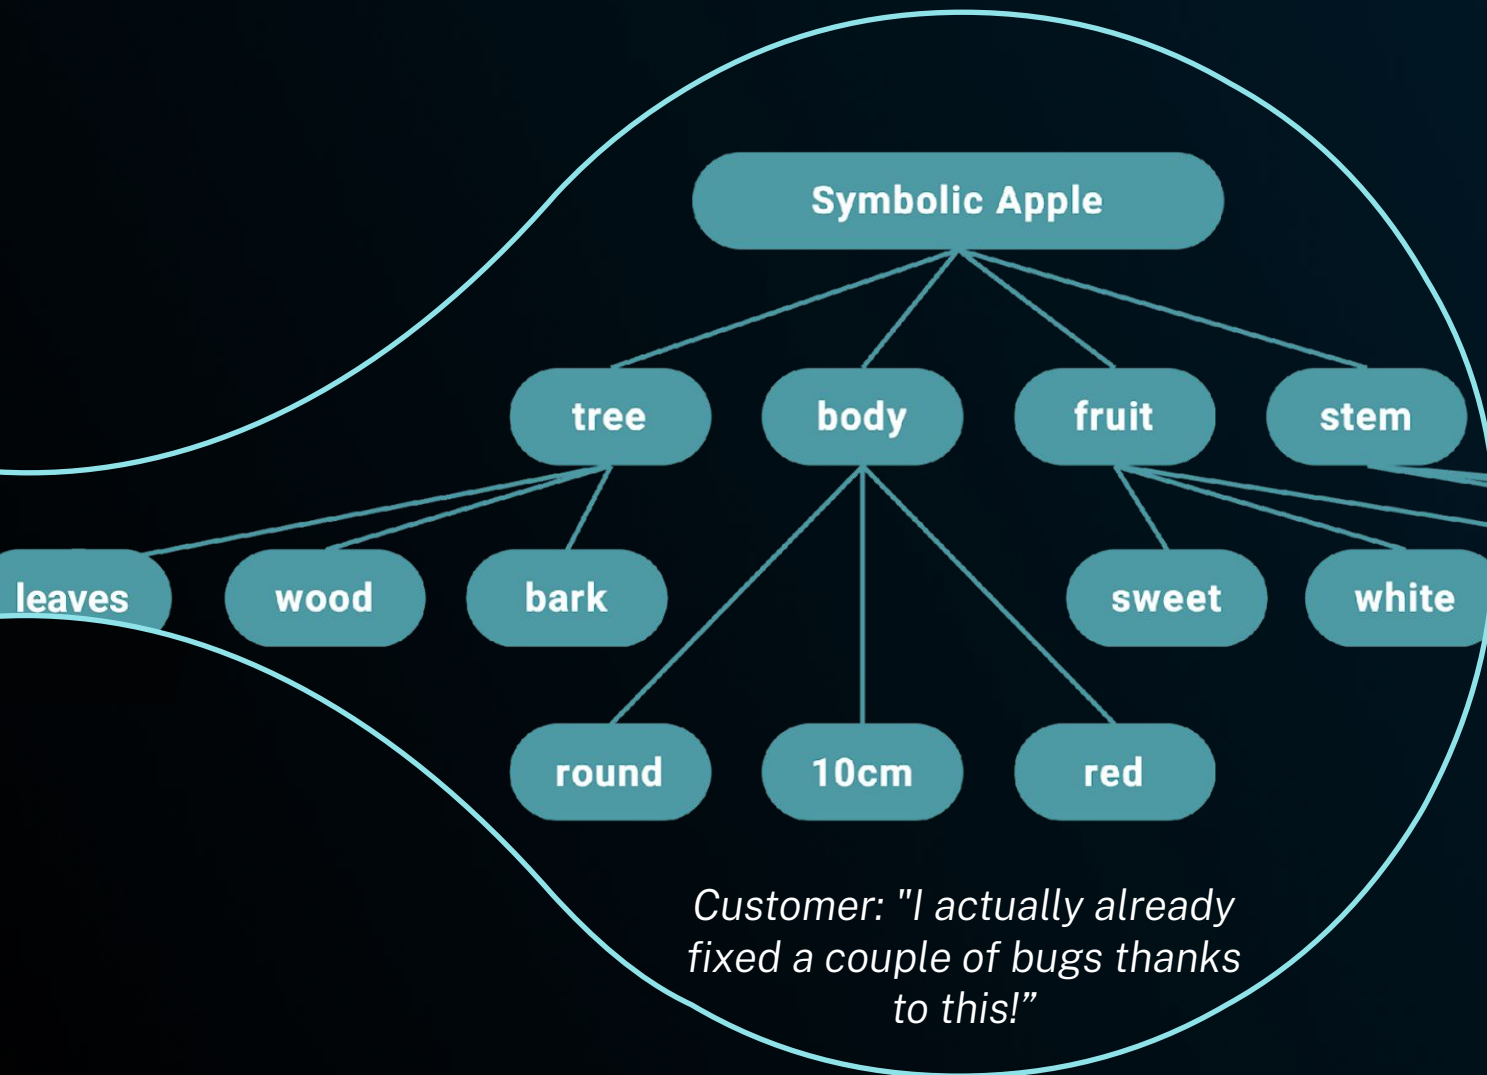 Symbolic Apple
tree
body
fruit
stem
leaves
wood
bark
sweet
white
round
10cm
red
Customer: "I actually already
fixed a couple of bugs thanks
to this!”